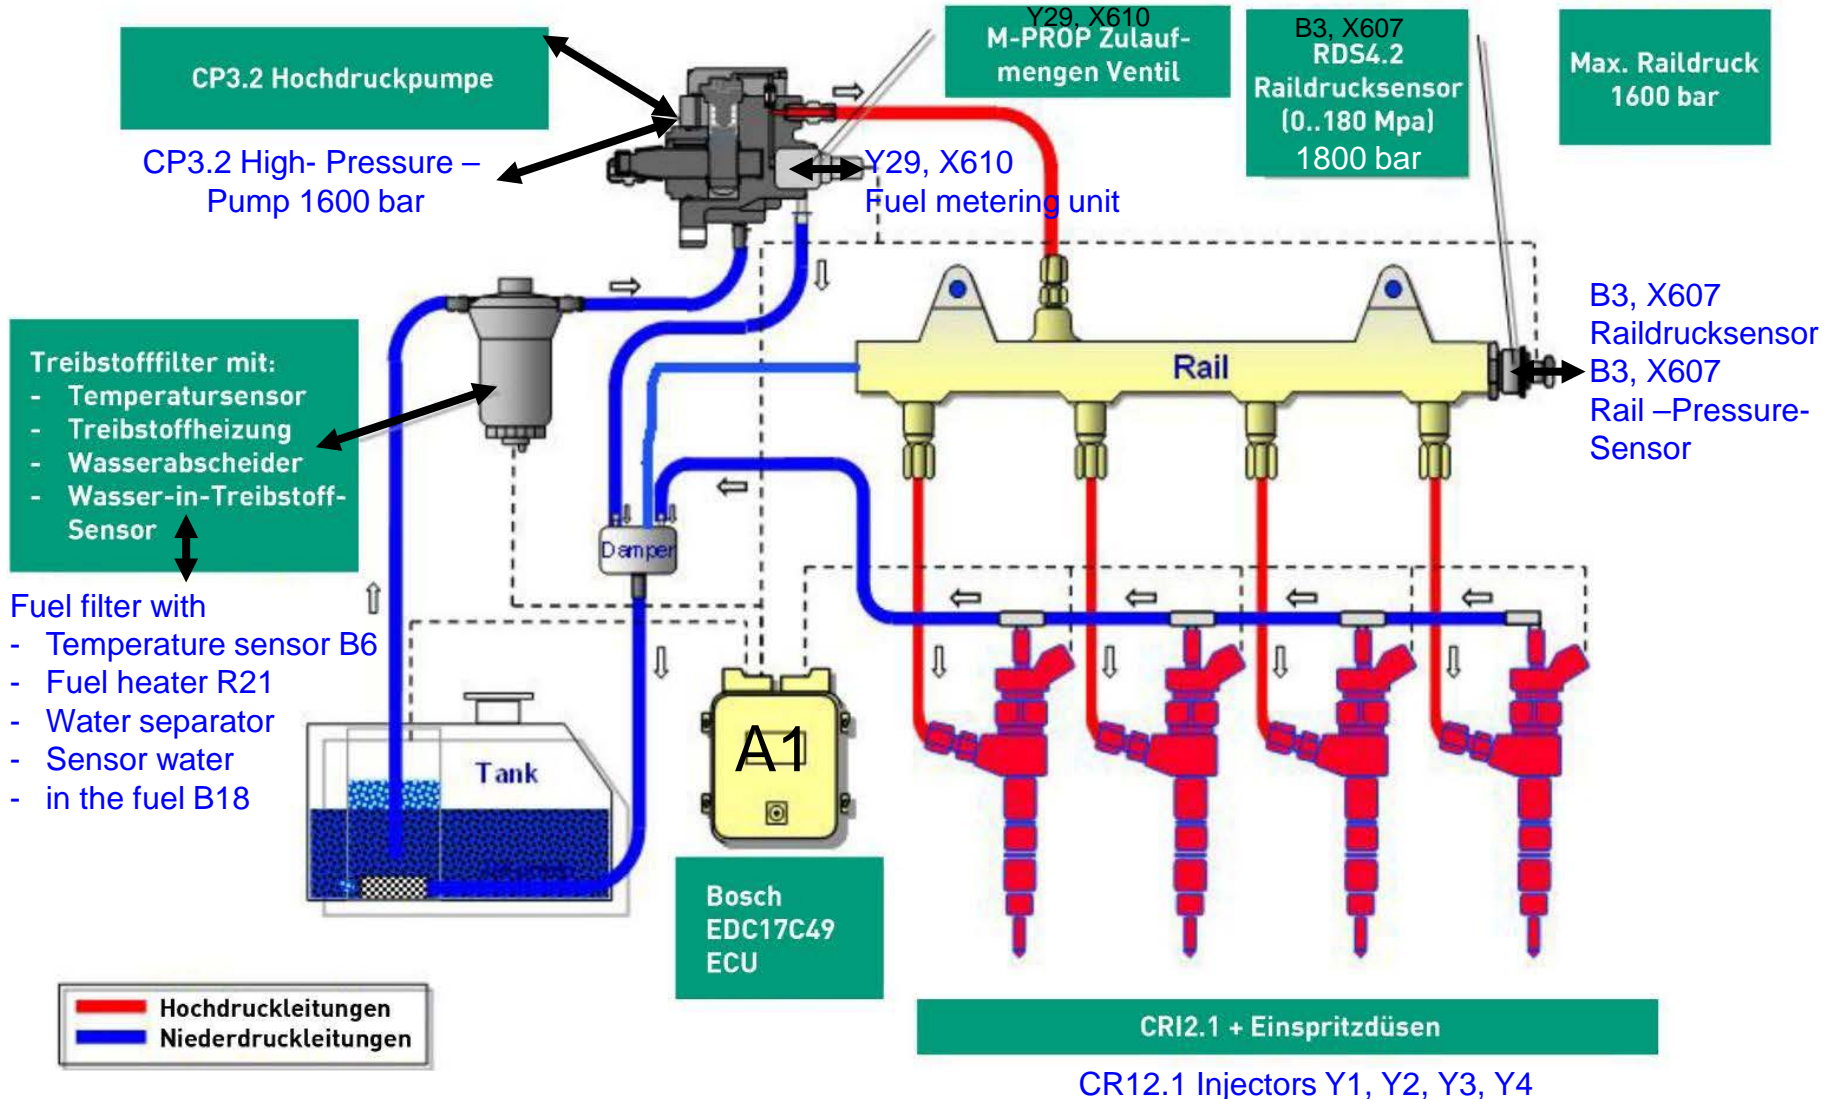 CP3.2 Hochdruckpumpe
CP3.2 High- Pressure –
Pump 1600 bar
Y29, X610
M-PROP Zulauf-
mengen Ventil
B3, X607
RDS4.2
Raildrucksensor
(0..180 Mpa)
1800 bar
Max. Raildruck
1600 bar
Y29, X610
Fuel metering unit
B3, X607
Raildrucksensor
B3, X607
Rail –Pressure-
Sensor
Rail
Treibstofffilter mit:
- Temperatursensor
- Treibstoffheizung
- Wasserabscheider
- Wasser-in-Treibstoff-
Sensor
Damper
Fuel filter with
- Temperature sensor B6
- Fuel heater R21
- Water separator
- Sensor water
- in the fuel B18
Tank
A1
Bosch
EDC17C49
ECU
Hochdruckleitungen
Niederdruckleitungen
CRI2.1 + Einspritzdüsen
CR12.1 Injectors Y1, Y2, Y3, Y4